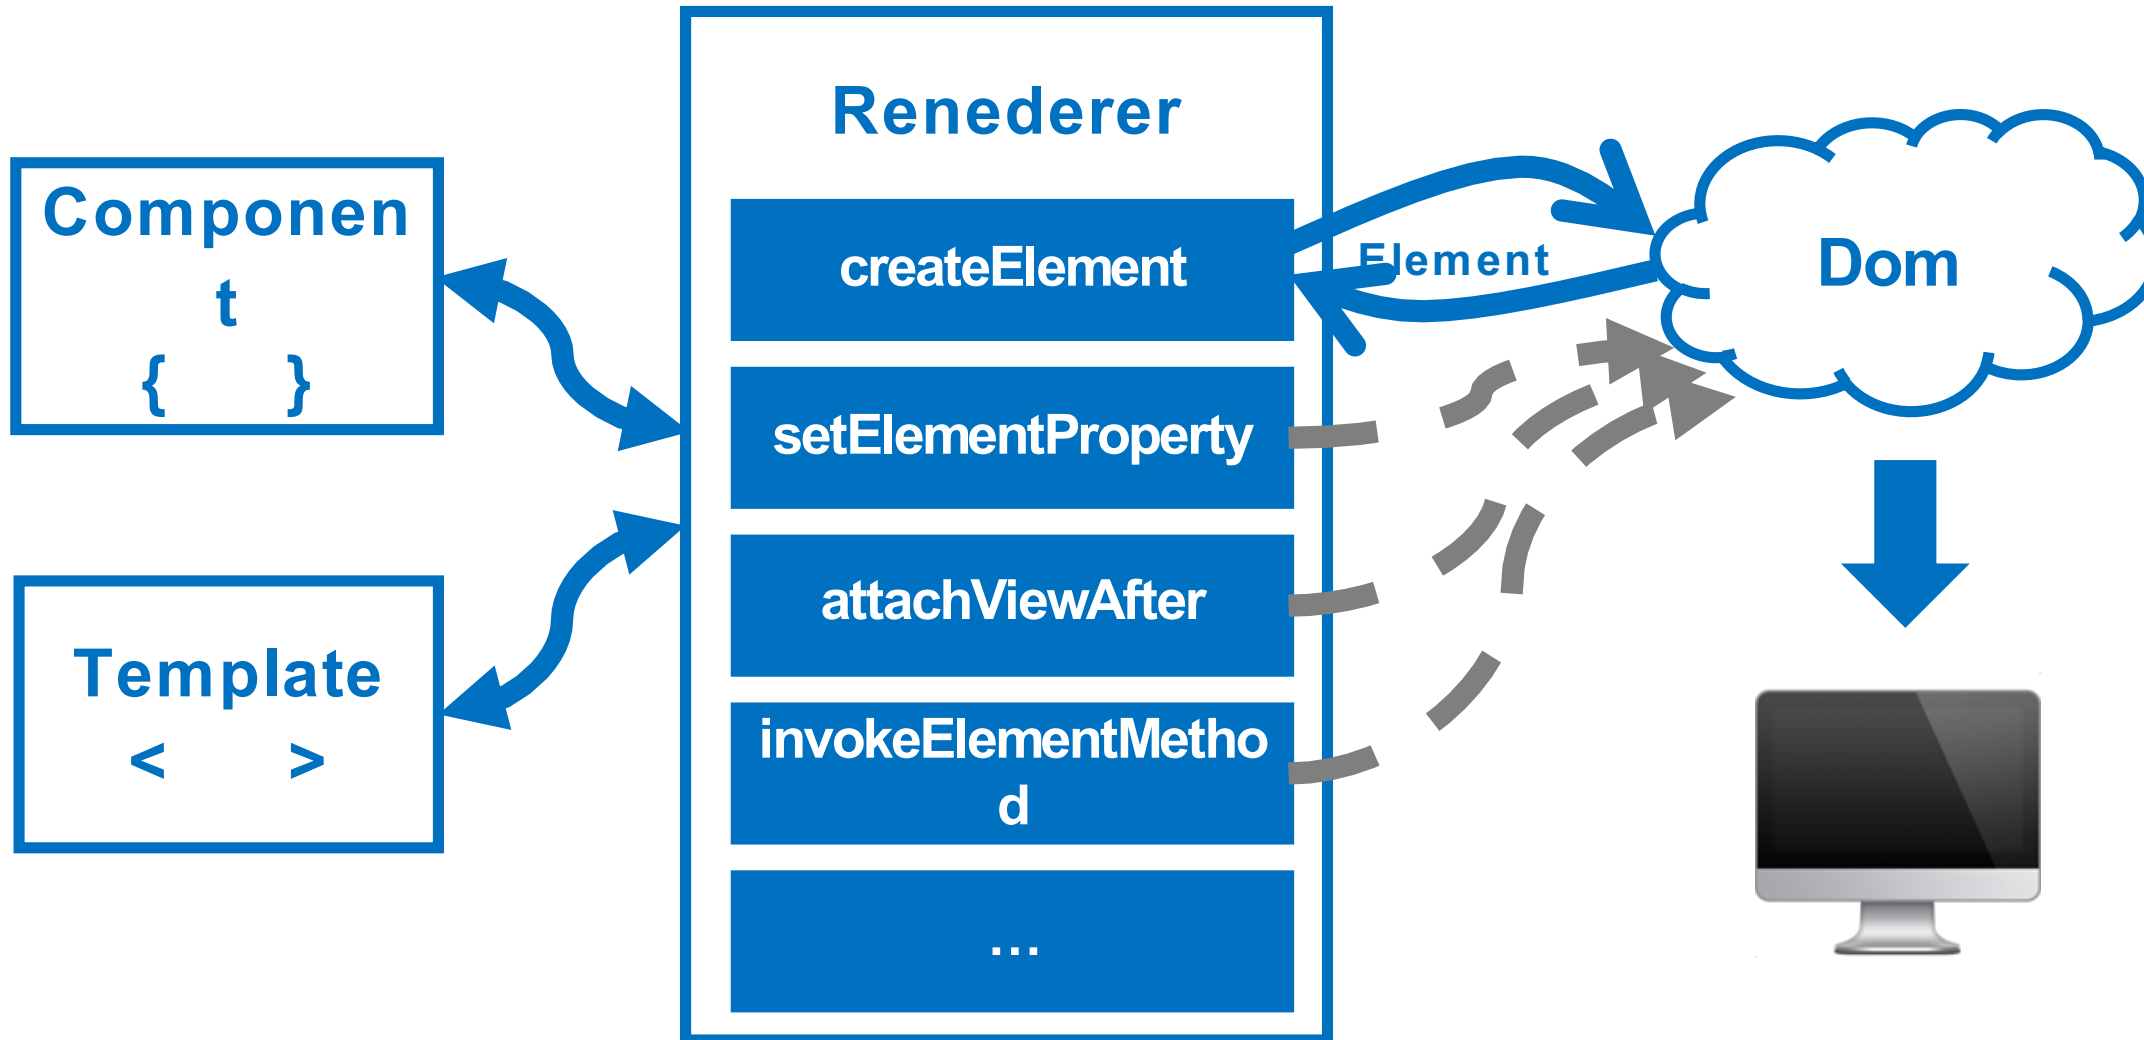 Componen
t
{ }
Template
< >
Renederer
createElement
setElementProperty
attachViewAfter
invokeElementMetho
d
...
Element
Dom